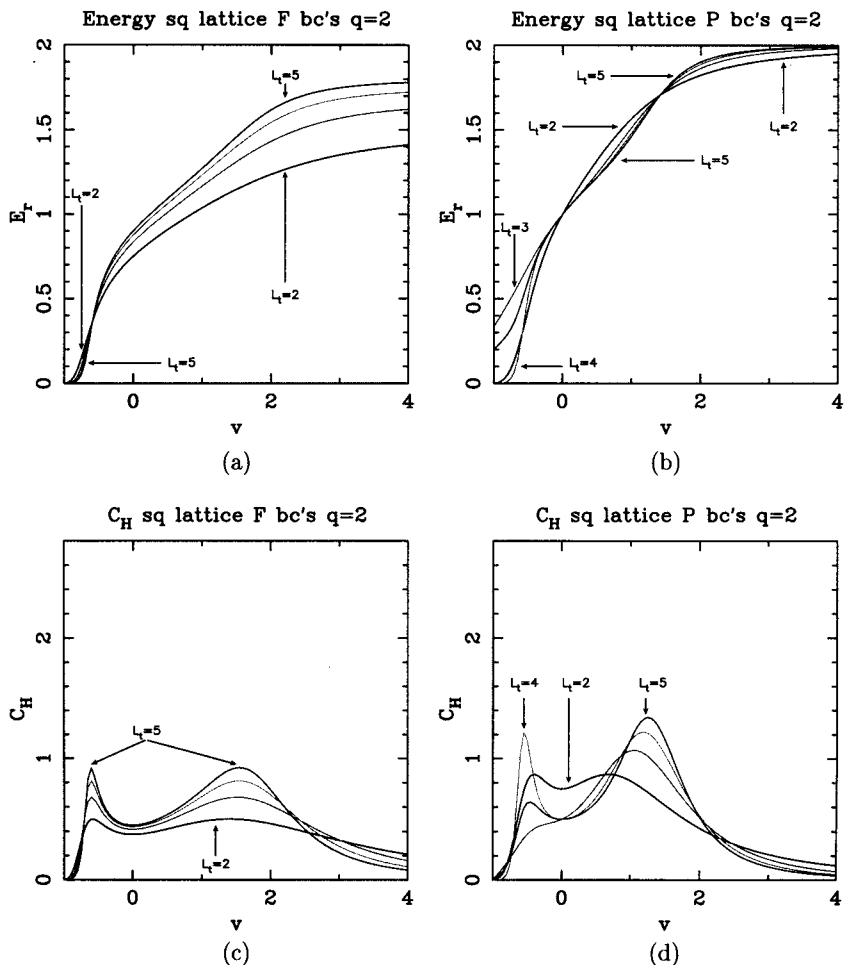 Energy sq lattice F bc's q=2
E_r
2
1.5
1
0.5
0
L_t=5
L_t=2
L_t=2
L_t=5
0
2
4
v
(a)
Energy sq lattice P bc's q=2
E_r
2
1.5
1
0.5
0
L_t=5
L_t=2
L_t=2
L_t=5
L_t=3
L_t=4
0
2
4
v
(b)
C_H sq lattice F bc's q=2
C_H
2
1
0
L_t=5
L_t=2
0
2
4
v
(c)
C_H sq lattice P bc's q=2
C_H
2
1
0
L_t=4
L_t=2
L_t=5
0
2
4
v
(d)